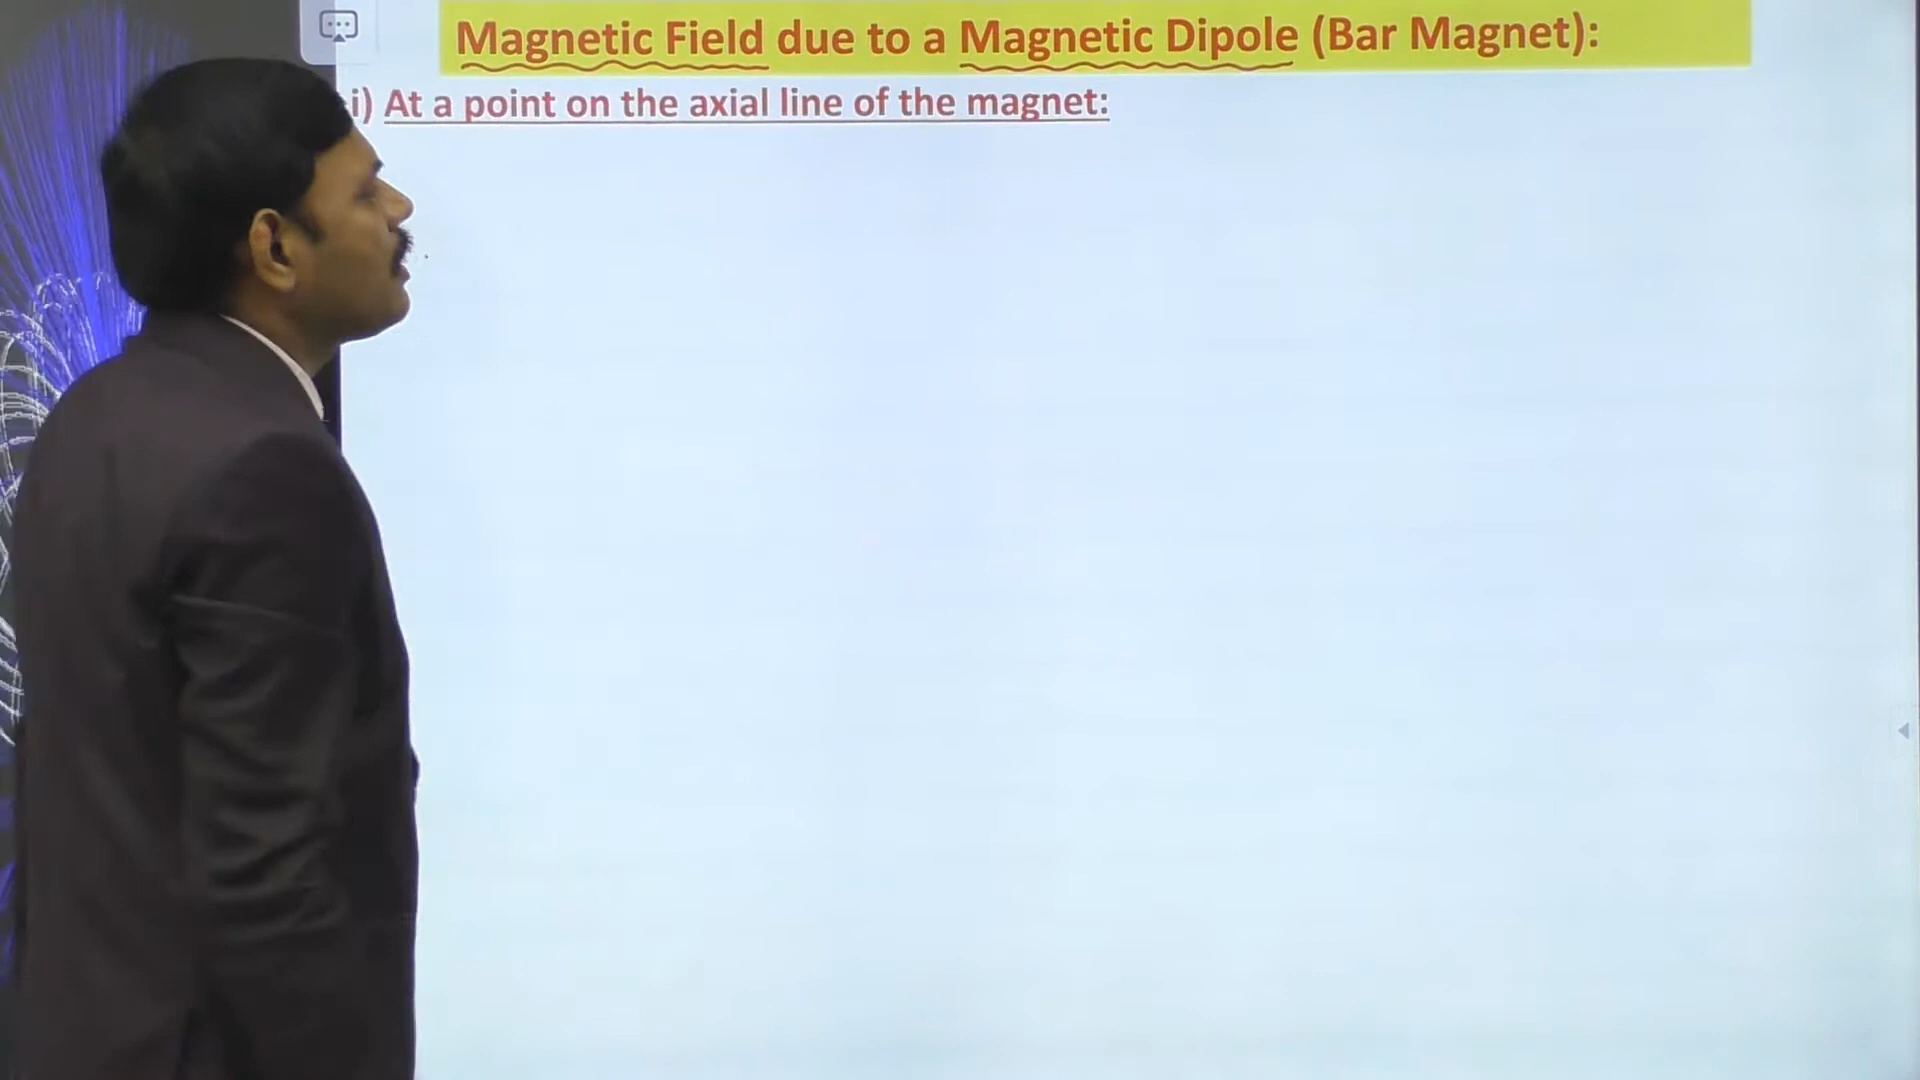 Magnetic Field due to a Magnetic Dipole (Bar Magnet):
i) At a point on the axial line of the magnet: